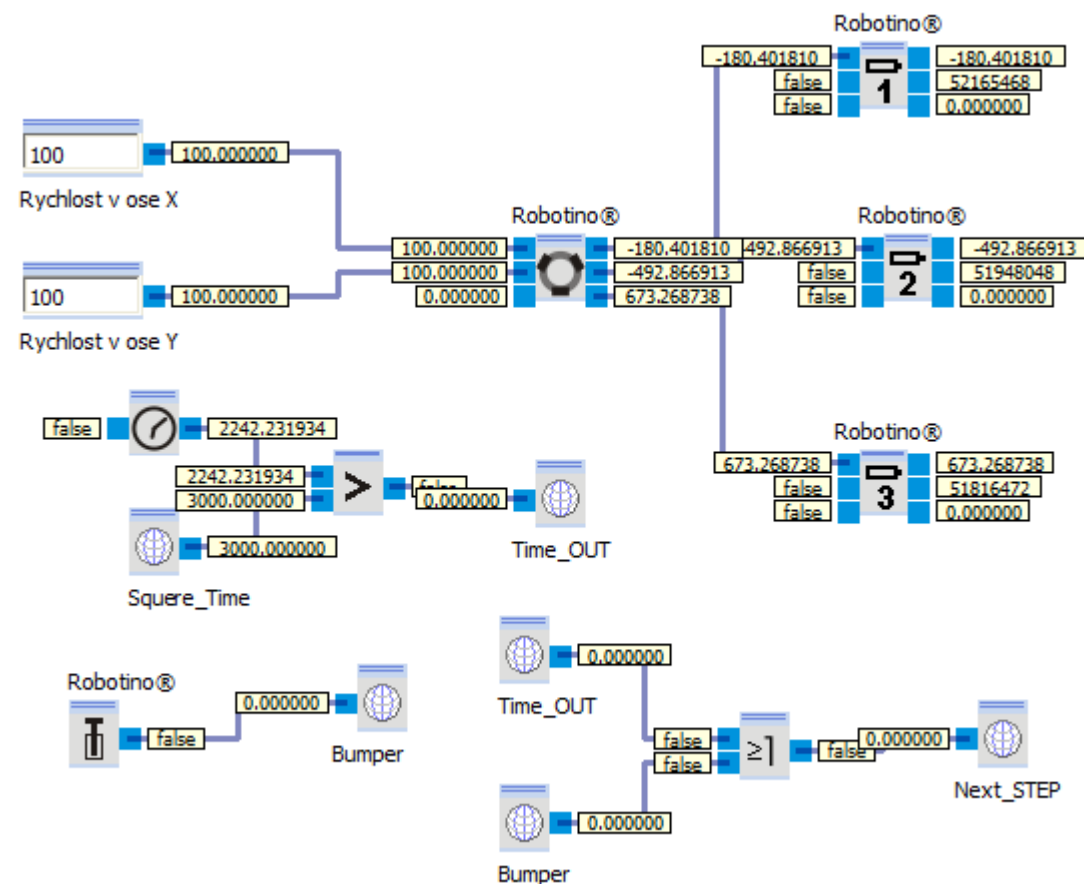 Robotino®
-180.401810
false
false
1
-180.401810
52165468
0.000000
100
100.000000
Rychlost v ose X
Robotino®
100.000000
100.000000
0.000000
-180.401810
-492.866913
673.268738
Robotino®
492.866913
false
false
2
-492.866913
51948048
0.000000
100
100.000000
Rychlost v ose Y
false
2242.231934
2242.231934
3000.000000
>
false
0.000000
Time_OUT
3000.000000
Squere_Time
Robotino®
673.268738
false
false
3
673.268738
51816472
0.000000
Robotino®
false
0.000000
Bumper
0.000000
Time_OUT
false
false
≥1
false
0.000000
Next_STEP
0.000000
Bumper